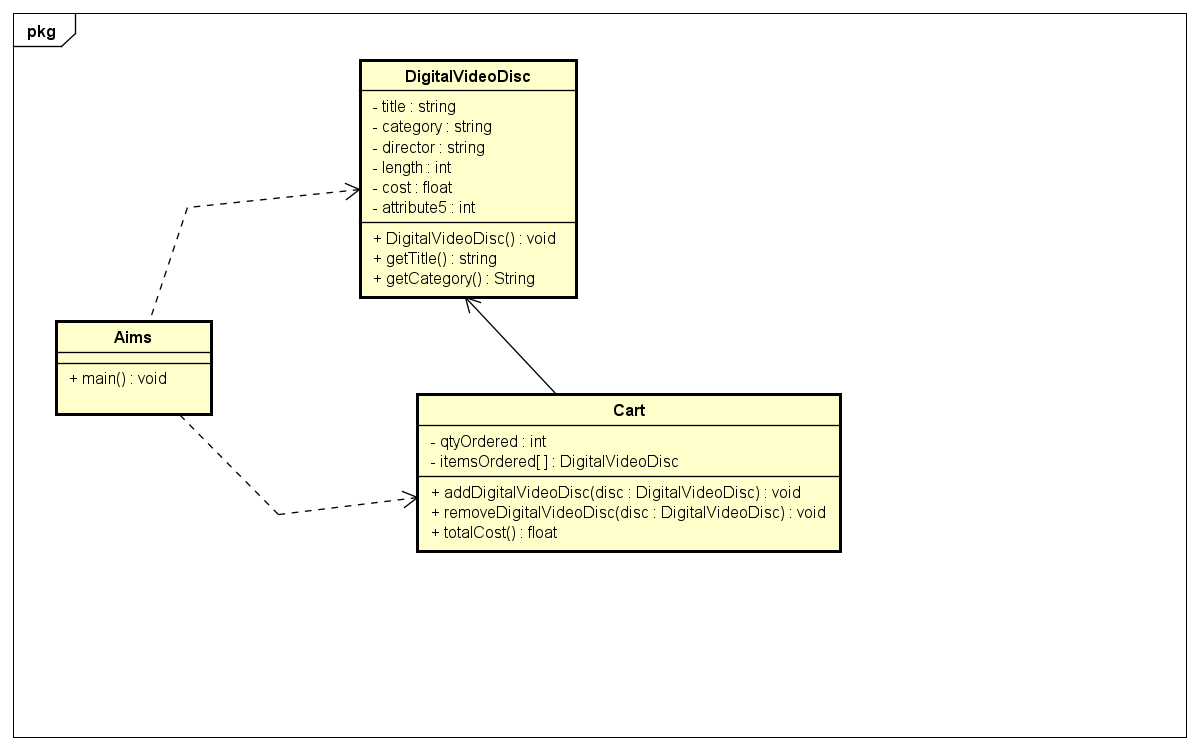 pkg
DigitalVideoDisc
- title : string
- category : string
- director : string
- length : int
- cost : float
- attribute5 : int
+ DigitalVideoDisc() : void
+ getTitle() : string
+ getCategory() : String
Aims
+ main() : void
Cart
- qtyOrdered : int
- itemsOrdered[ ] : DigitalVideoDisc
+ addDigitalVideoDisc(disc : DigitalVideoDisc) : void
+ removeDigitalVideoDisc(disc : DigitalVideoDisc) : void
+ totalCost() : float